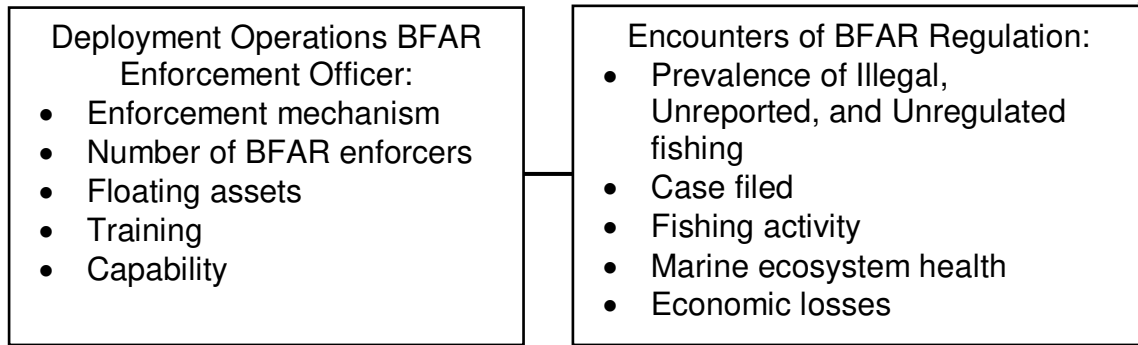 Deployment Operations BFAR
Enforcement Officer:
• Enforcement mechanism
• Number of BFAR enforcers
• Floating assets
• Training
• Capability
Encounters of BFAR Regulation:
• Prevalence of Illegal,
Unreported, and Unregulated
fishing
• Case filed
• Fishing activity
• Marine ecosystem health
• Economic losses